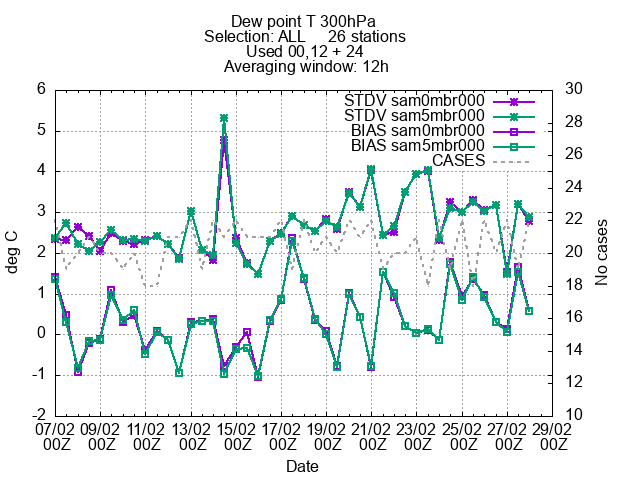 Dew point T 300hPa
Selection: ALL     26 stations
Used 00,12 + 24
Averaging window: 12h
STDV sam0mbr000
STDV sam5mbr000
BIAS sam0mbr000
BIAS sam5mbr000
CASES
deg C
6
5
4
3
2
1
0
-1
-2
No cases
30
28
26
24
22
20
18
16
14
12
10
07/02 09/02 11/02 13/02 15/02 17/02 19/02 21/02 23/02 25/02 27/02 29/02
00Z 00Z 00Z 00Z 00Z 00Z 00Z 00Z 00Z 00Z 00Z 00Z
Date